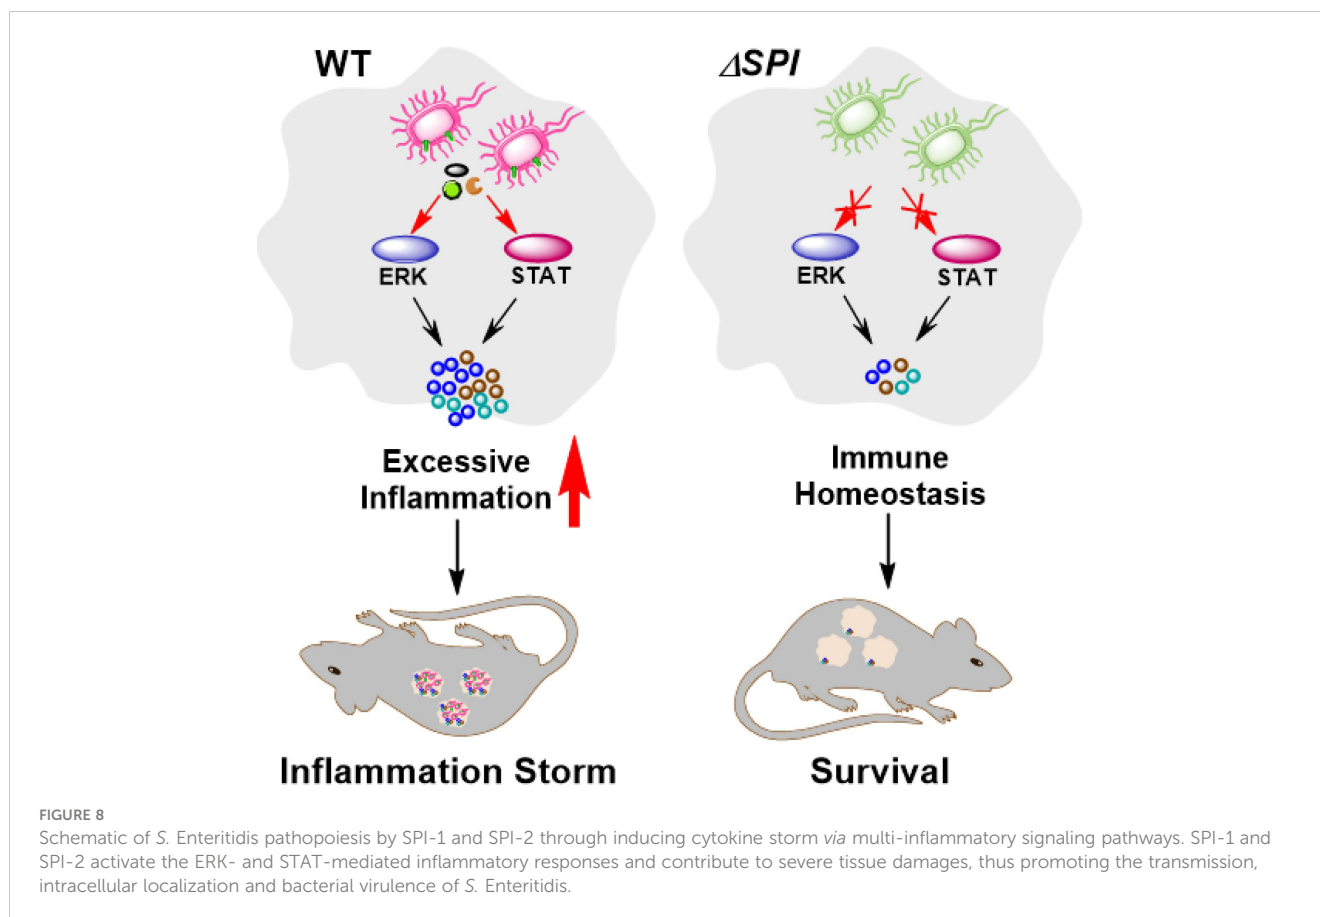 WT
ΔSPI
ERK
STAT
ERK
STAT
Excessive
Inflammation
Immune
Homeostasis
Inflammation Storm
Survival
FIGURE 8
Schematic of S. Enteritidis pathopoiesis by SPI-1 and SPI-2 through inducing cytokine storm via multi-inflammatory signaling pathways. SPI-1 and
SPI-2 activate the ERK- and STAT-mediated inflammatory responses and contribute to severe tissue damages, thus promoting the transmission,
intracellular localization and bacterial virulence of S. Enteritidis.